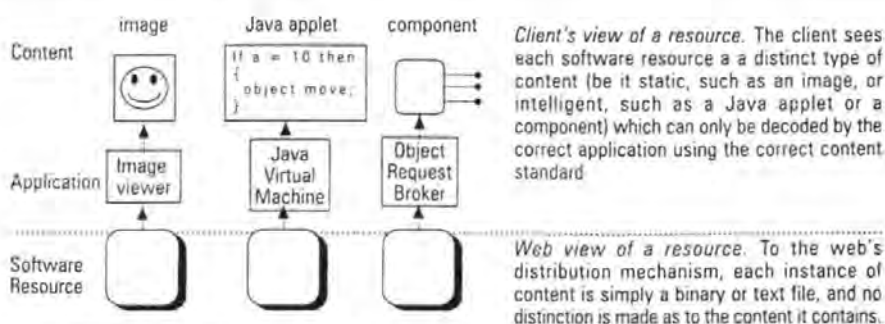 image Java applet component
Content
If a = 10 then
{
object move;
}
Application
Image
viewer
Java
Virtual
Machine
Object
Request
Broker
Software
Resource
Client's view of a resource. The client sees
each software resource a a distinct type of
content (be it static, such as an image, or
intelligent, such as a Java applet or a
component) which can only be decoded by the
correct application using the correct content
standard
Web view of a resource. To the web's
distribution mechanism, each instance of
content is simply a binary or text file, and no
distinction is made as to the content it contains.